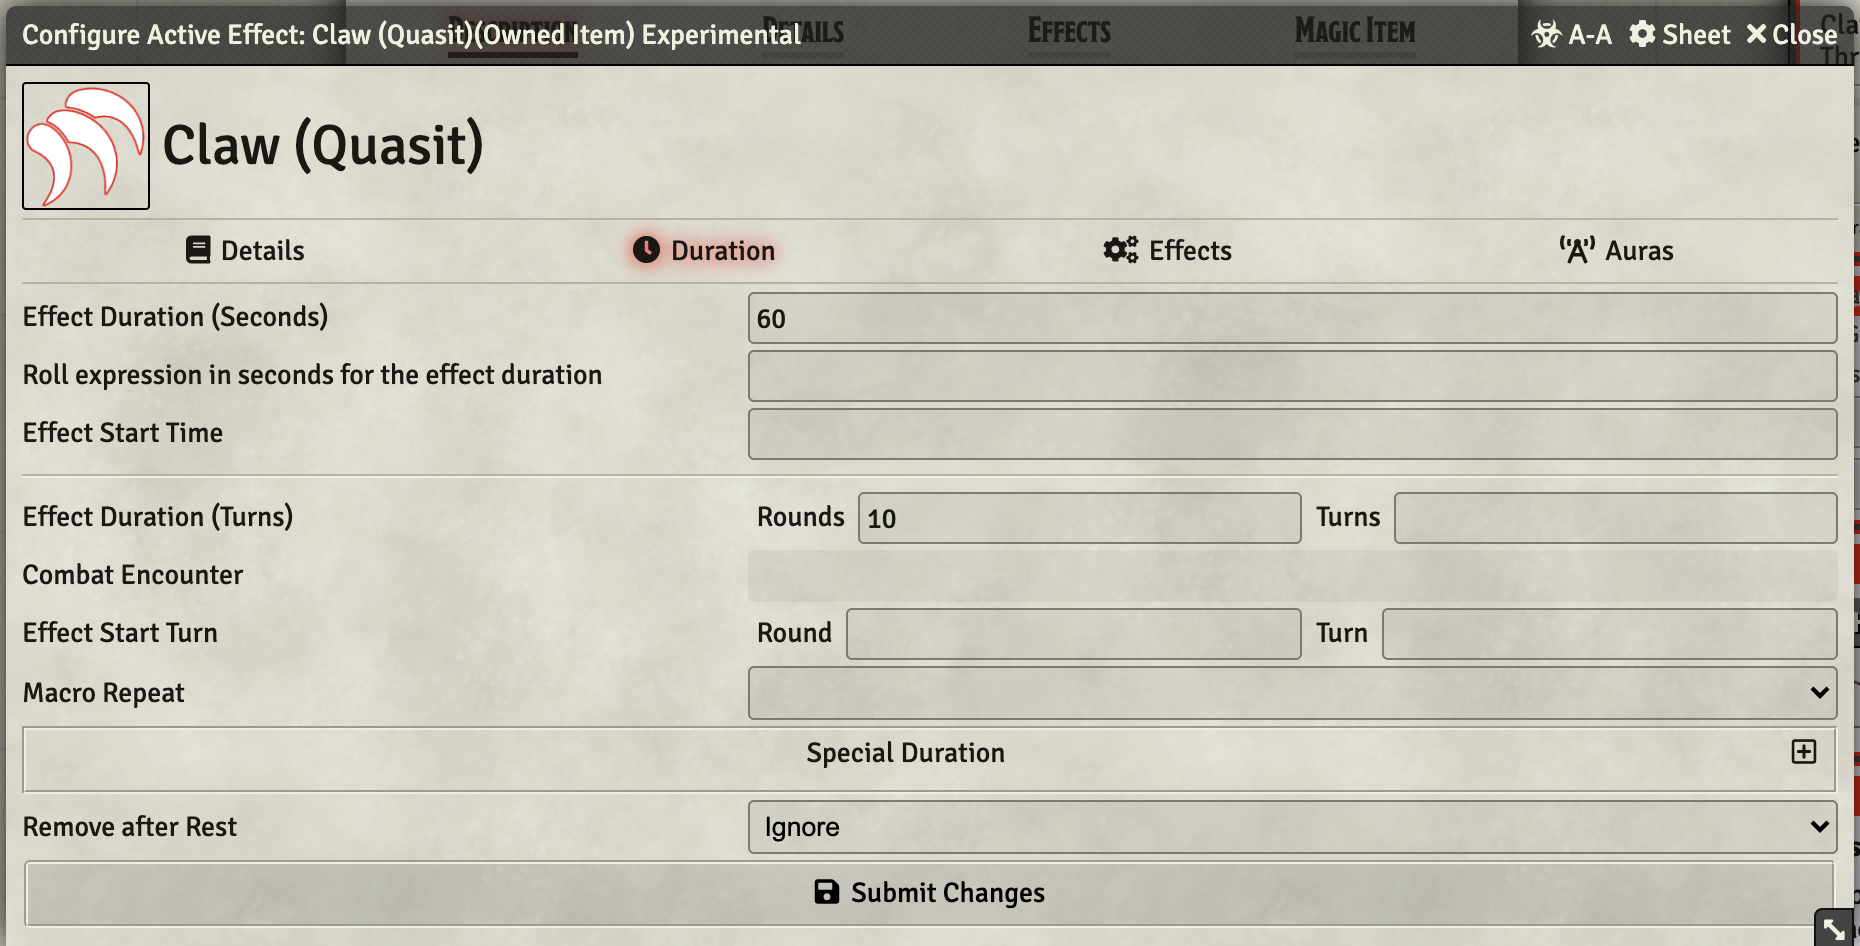 DETAILS EFFECTS MAGIC ITEM
Configure Active Effect: Claw (Quasit)(Owned Item) Experimental A-A Sheet Close
Claw (Quasit)
Details Duration Effects Auras
Effect Duration (Seconds) 60
Roll expression in seconds for the effect duration
Effect Start Time
Effect Duration (Turns) Rounds 10 Turns
Combat Encounter
Effect Start Turn Round Turn
Macro Repeat
Special Duration
Remove after Rest Ignore
Submit Changes